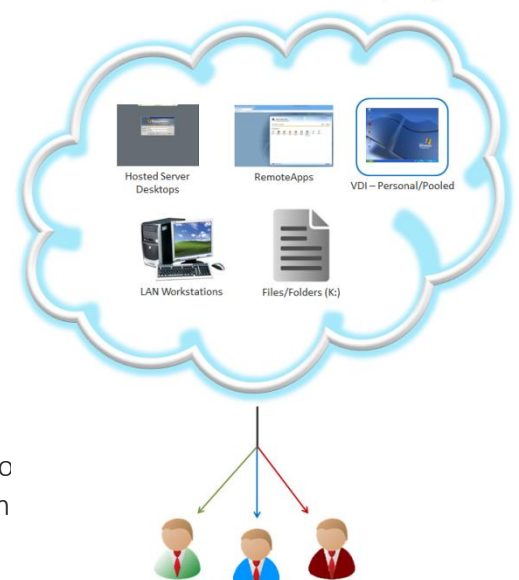 Hosted Server
Desktops
RemoteApps
VDI – Personal/Pooled
LAN Workstations
Files/Folders (K:)